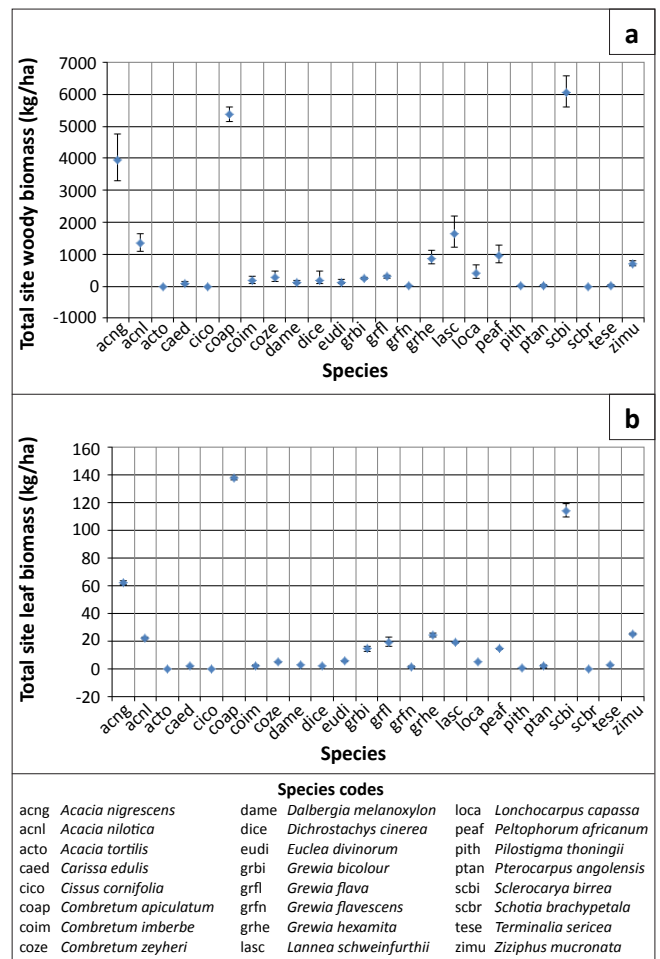 a
Total site woody biomass (kg/ha)
7000
6000
5000
4000
3000
2000
1000
0
-1000
acng acnl acto caed cico coap coim coze dame dice eudi grbi grfl grfn grhe lasc loca peaf pith ptan scbi scbr tese zimu
Species
b
Total site leaf biomass (kg/ha)
160
140
120
100
80
60
40
20
0
-20
acng acnl acto caed cico coap coim coze dame dice eudi grbi grfl grfn grhe lasc loca peaf pith ptan scbi scbr tese zimu
Species
Species codes
acng Acacia nigrescens dame Dalbergia melanoxylon loca Lonchocarpus capassa
acnl Acacia nilotica dice Dichrostachys cinerea peaf Peltophorum africanum
acto Acacia tortilis eudi Euclea divinorum pith Pilostigma thoningii
caed Carissa edulis grbi Grewia bicolour ptan Pterocarpus angolensis
cico Cissus cornifolia grfl Grewia flava scbi Sclerocarya birrea
coap Combretum apiculatum grfn Grewia flavescens scbr Schotia brachypetala
coim Combretum imberbe grhe Grewia hexamita tese Terminalia sericea
coze Combretum zeyheri lasc Lannea schweinfurthii zimu Ziziphus mucronata